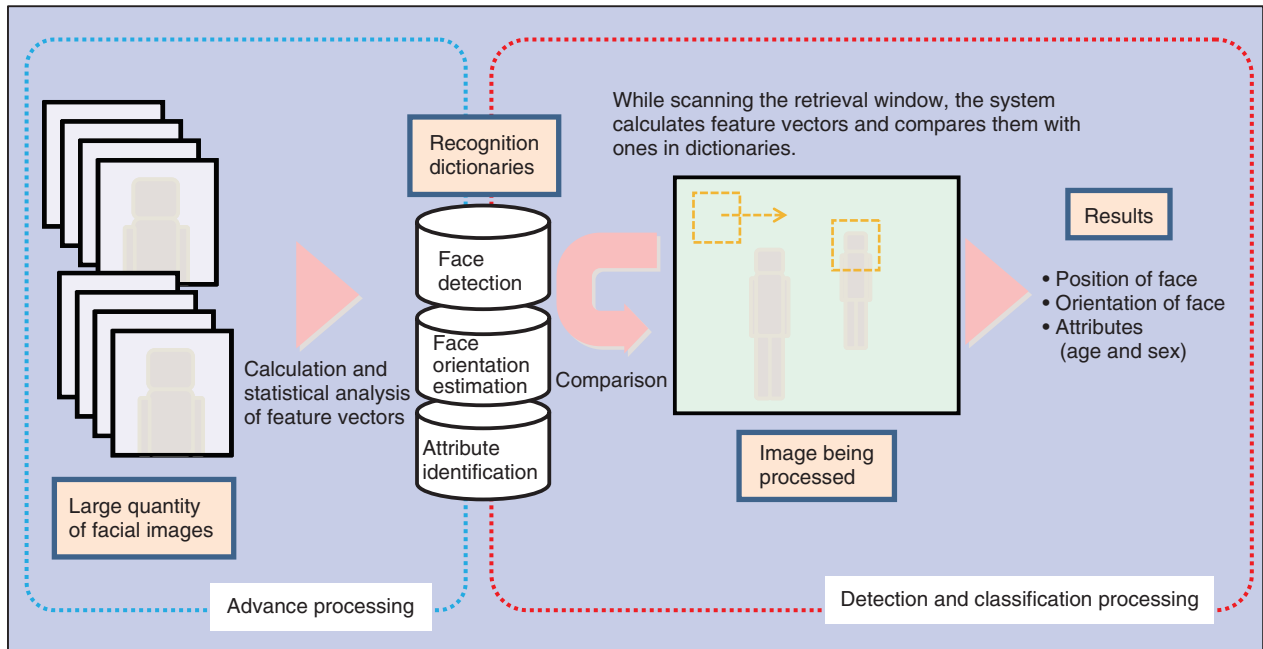 While scanning the retrieval window, the system
calculates feature vectors and compares them with
ones in dictionaries.
Recognition
dictionaries
Face
detection
Face
orientation
estimation
Attribute
identification
Calculation and
statistical analysis
of feature vectors
Comparison
Large quantity
of facial images
Image being
processed
Results
• Position of face
• Orientation of face
• Attributes
(age and sex)
Advance processing
Detection and classification processing